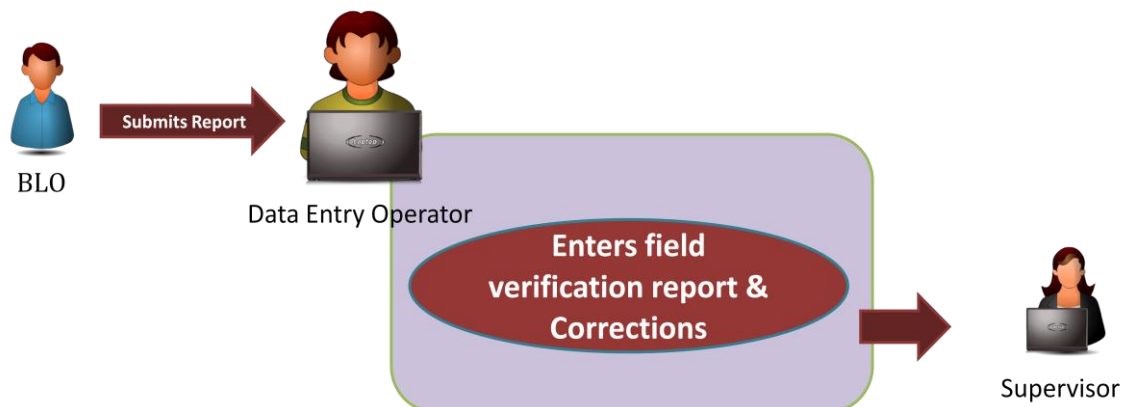 Submits Report
BLO
Data Entry Operator
Enters field
verification report &
Corrections
Supervisor